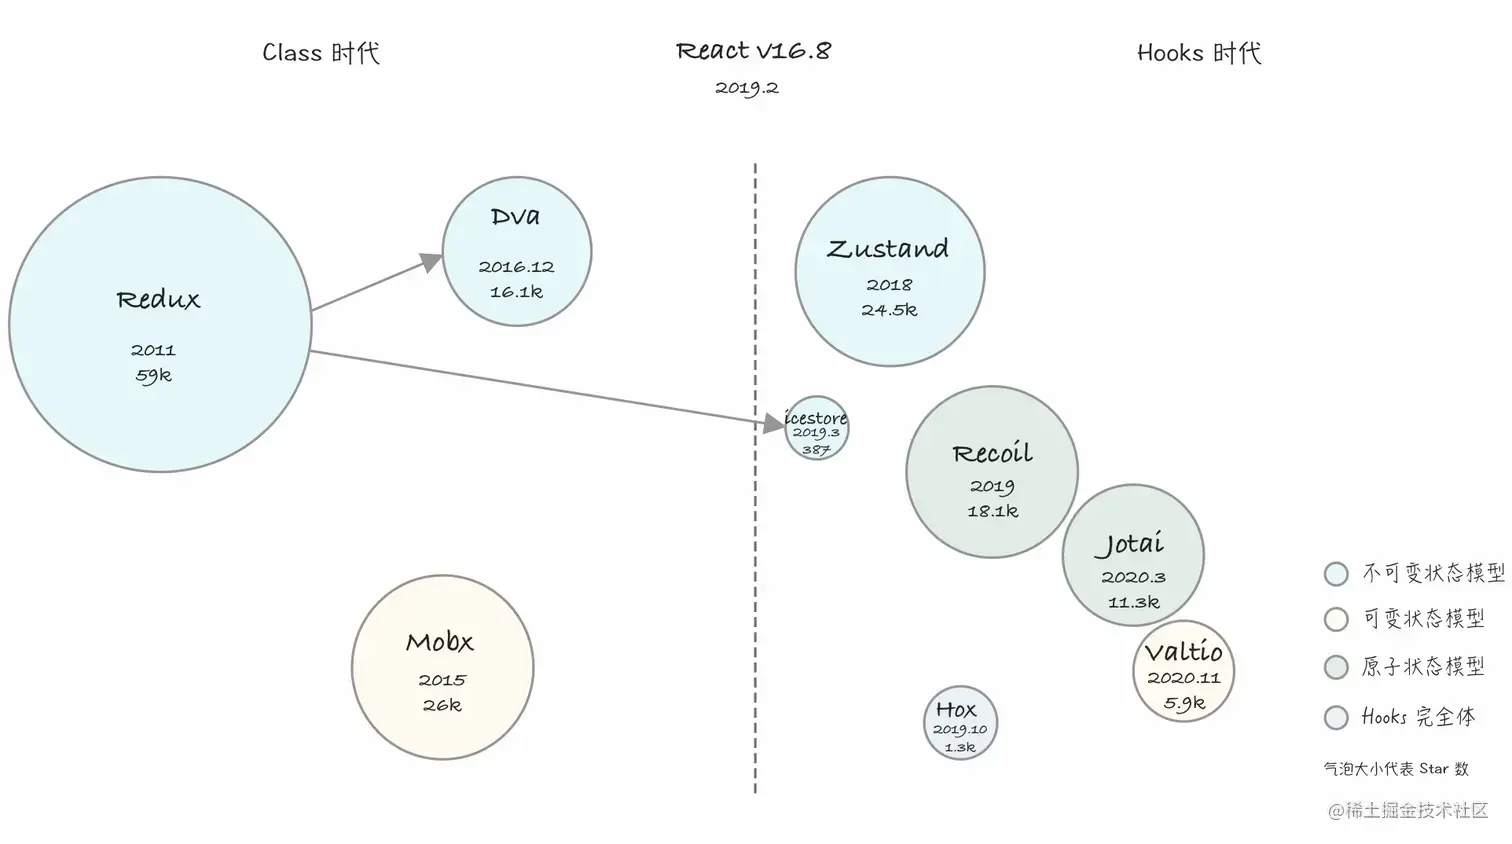 Class 时代
React v16.8
2019.2
Hooks 时代
Redux
2011
59k
Dva
2016.12
16.1k
Zustand
2018
24.5k
icestore
2019.3
387
Recoil
2019
18.1k
Jotai
2020.3
11.3k
Valtio
2020.11
5.9k
Mobx
2015
26k
Hox
2019.10
1.3k
不可变状态模型
可变状态模型
原子状态模型
Hooks 完全体
气泡大小代表 Star 数
@稀土掘金技术社区